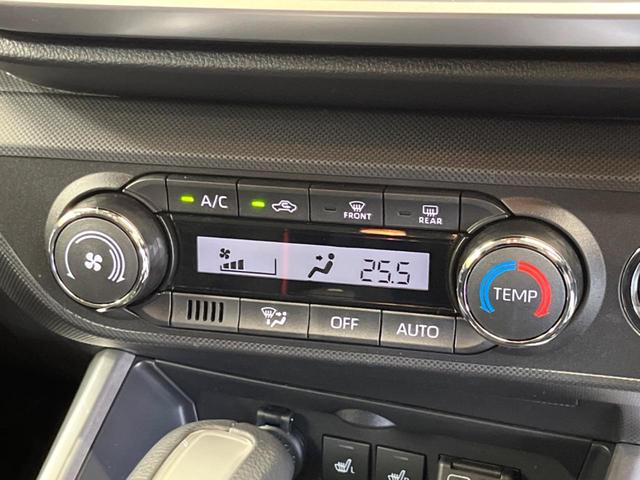 A/C
FRONT
REAR
25.5
TEMP
OFF
AUTO
L
R